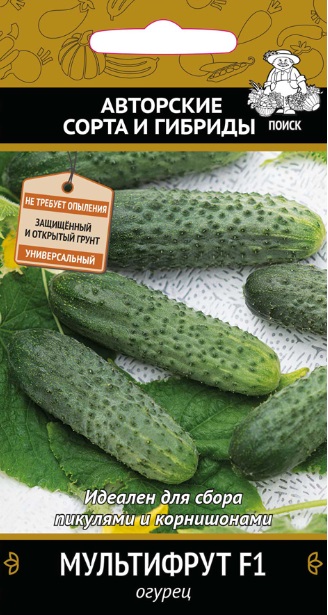 АВТОРСКИЕ
СОРТА И ГИБРИДЫ
ПОИСК
НЕ ТРЕБУЕТ ОПЫЛЕНИЯ
ЗАЩИЩЁННЫЙ
И ОТКРЫТЫЙ ГРУНТ
УНИВЕРСАЛЬНЫЙ
Идеален для сбора
пикулями и корнишонами
МУЛЬТИФРУТ F1
огурец